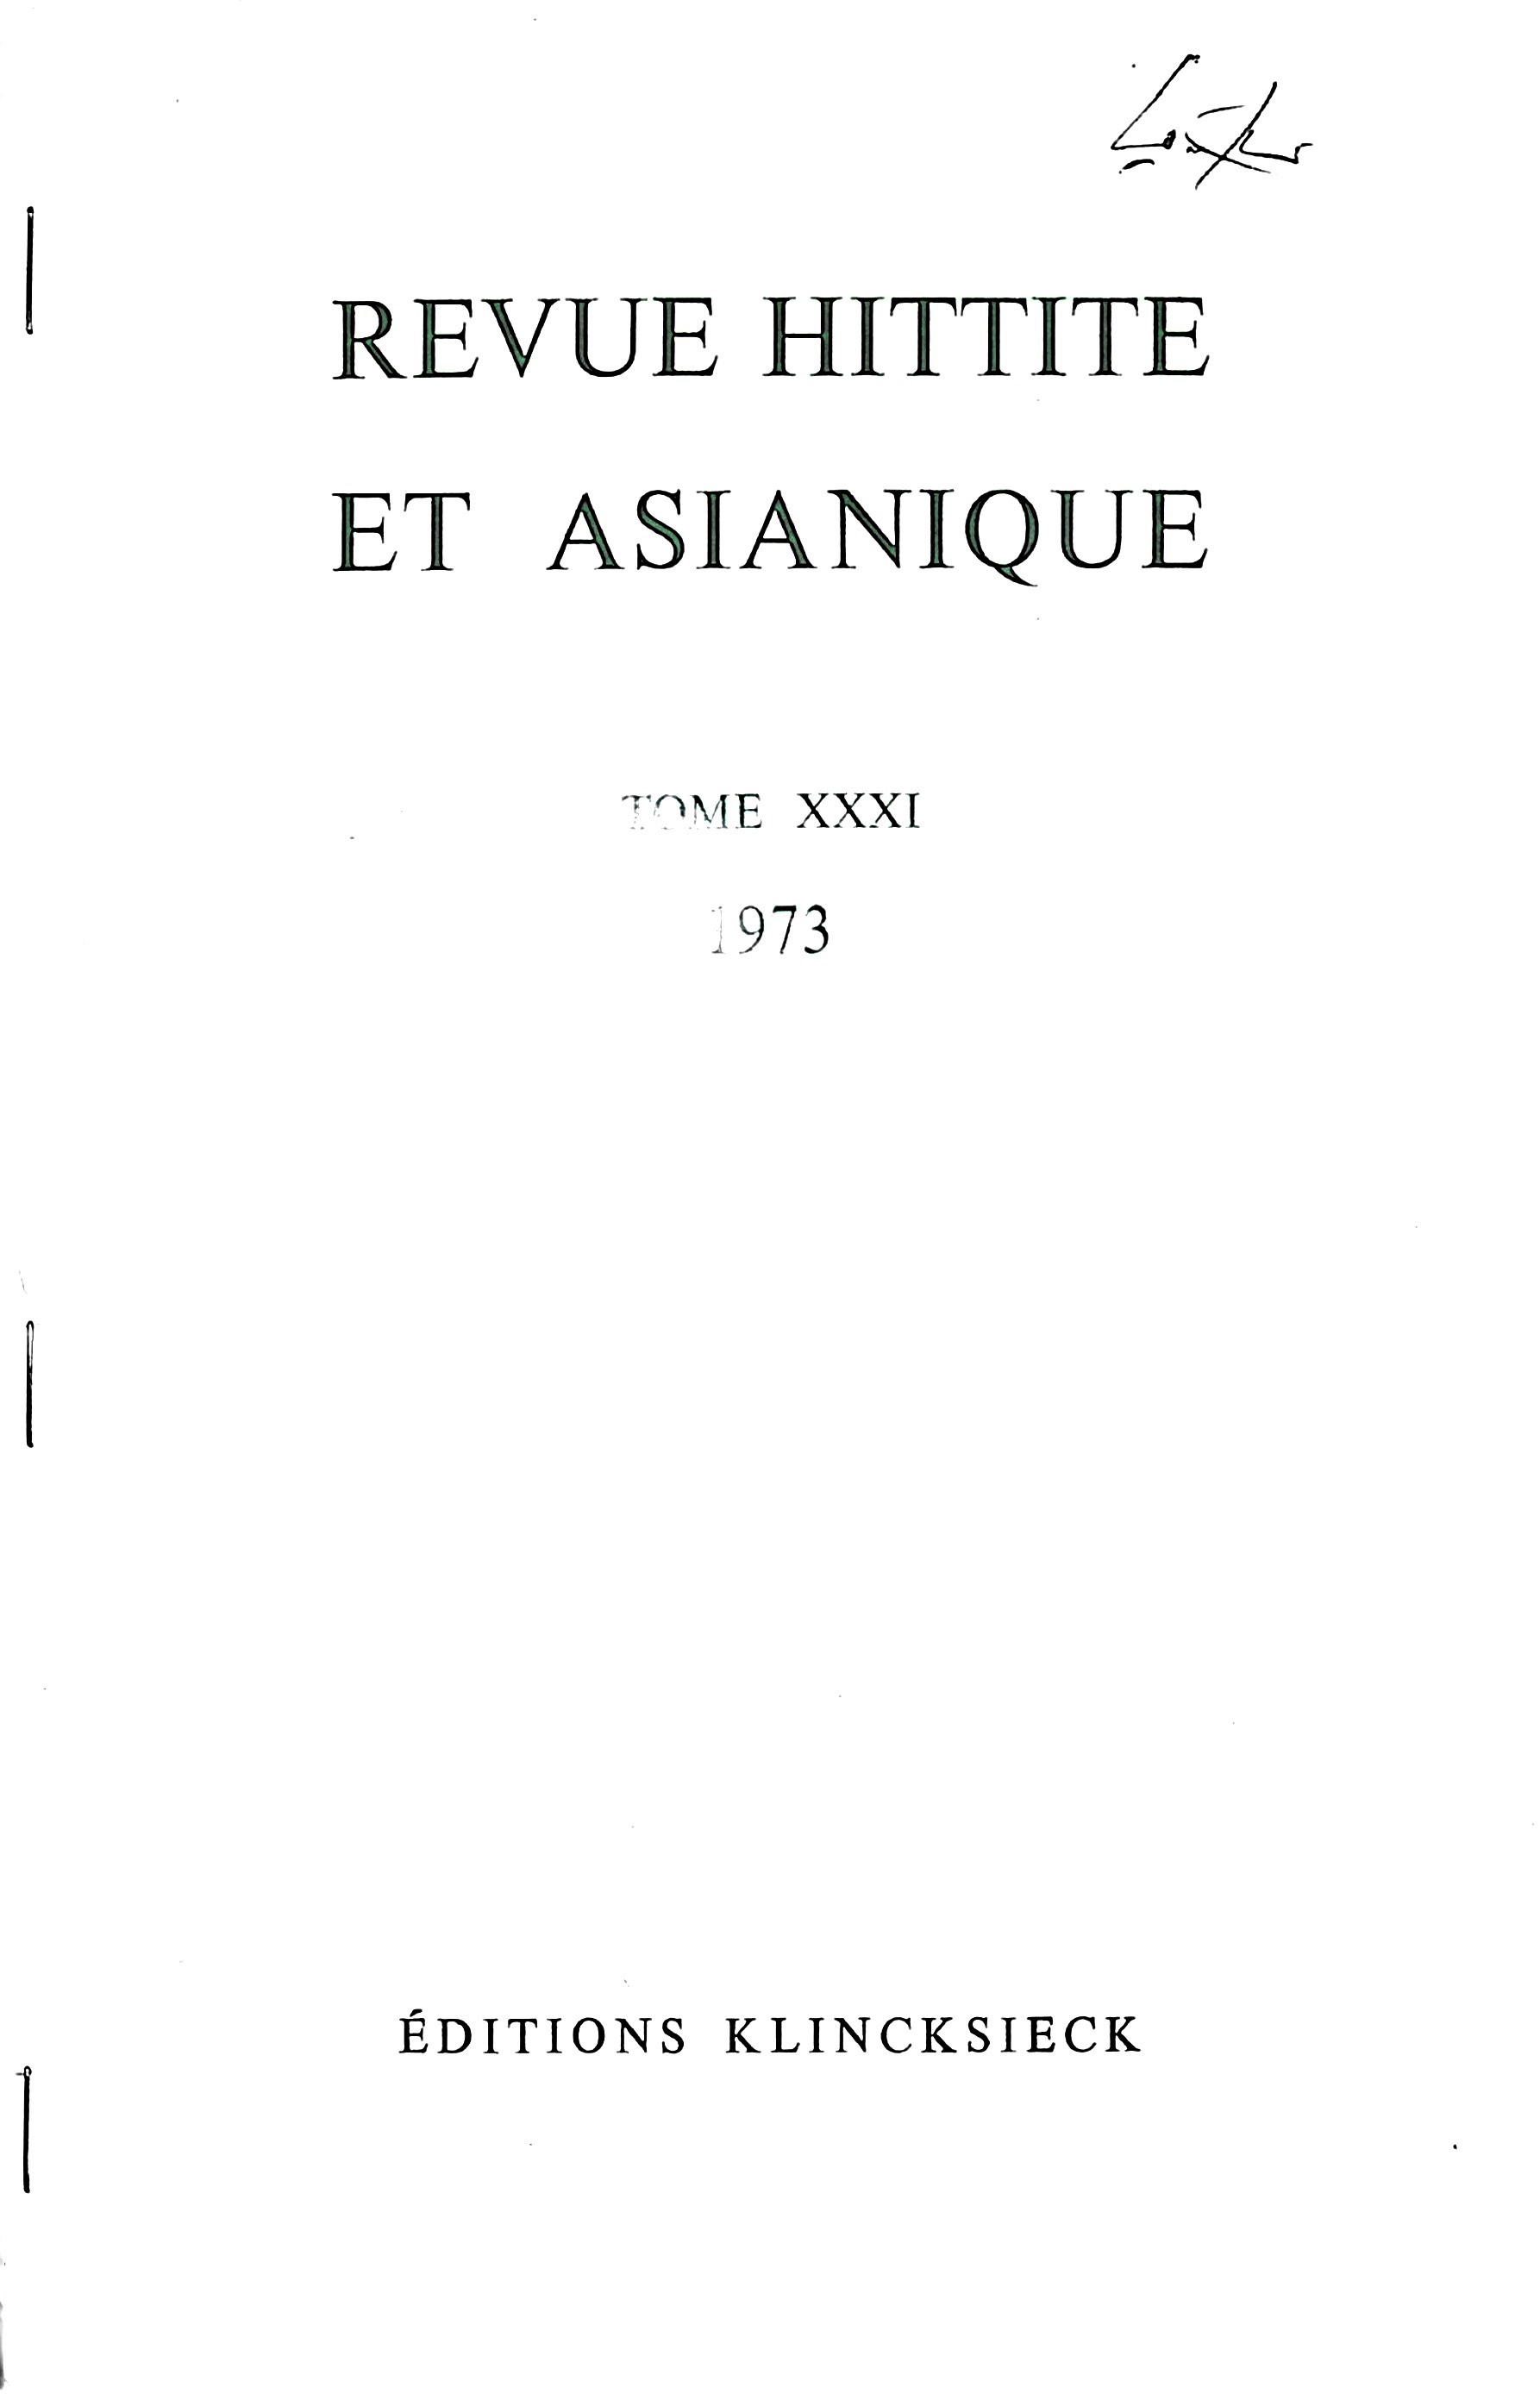 REVUE HITTITE
ET ASIANIQUE
TOME XXXI
1973
ÉDITIONS KLINCKSIECK